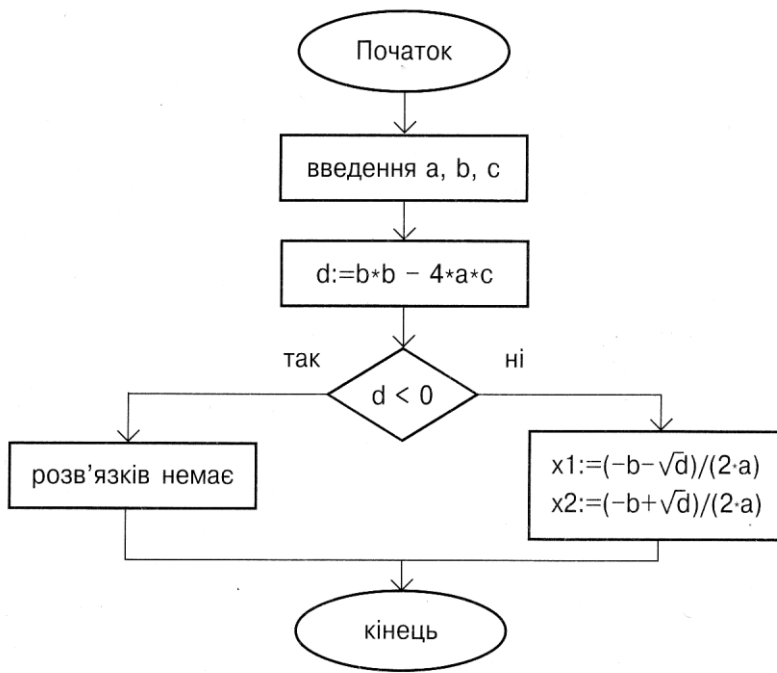 Початок
введення a, b, c
d:=b*b - 4*a*c
так
ні
d < 0
розв'язків немає
x1:=(-b-√d)/(2*a)
x2:=(-b+√d)/(2*a)
кінець